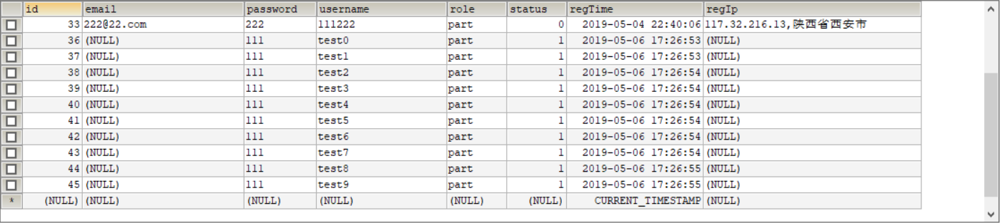 id email password username role status regTime regIp
33 222@22.com 222 111222 part 0 2019-05-04 22:40:06 117.32.216.13,陕西省西安市
36 (NULL) 111 test0 part 1 2019-05-06 17:26:53 (NULL)
37 (NULL) 111 test1 part 1 2019-05-06 17:26:53 (NULL)
38 (NULL) 111 test2 part 1 2019-05-06 17:26:54 (NULL)
39 (NULL) 111 test3 part 1 2019-05-06 17:26:54 (NULL)
40 (NULL) 111 test4 part 1 2019-05-06 17:26:54 (NULL)
41 (NULL) 111 test5 part 1 2019-05-06 17:26:54 (NULL)
42 (NULL) 111 test6 part 1 2019-05-06 17:26:54 (NULL)
43 (NULL) 111 test7 part 1 2019-05-06 17:26:54 (NULL)
44 (NULL) 111 test8 part 1 2019-05-06 17:26:55 (NULL)
45 (NULL) 111 test9 part 1 2019-05-06 17:26:55 (NULL)
* (NULL) (NULL) (NULL) (NULL) (NULL) (NULL) CURRENT_TIMESTAMP (NULL)